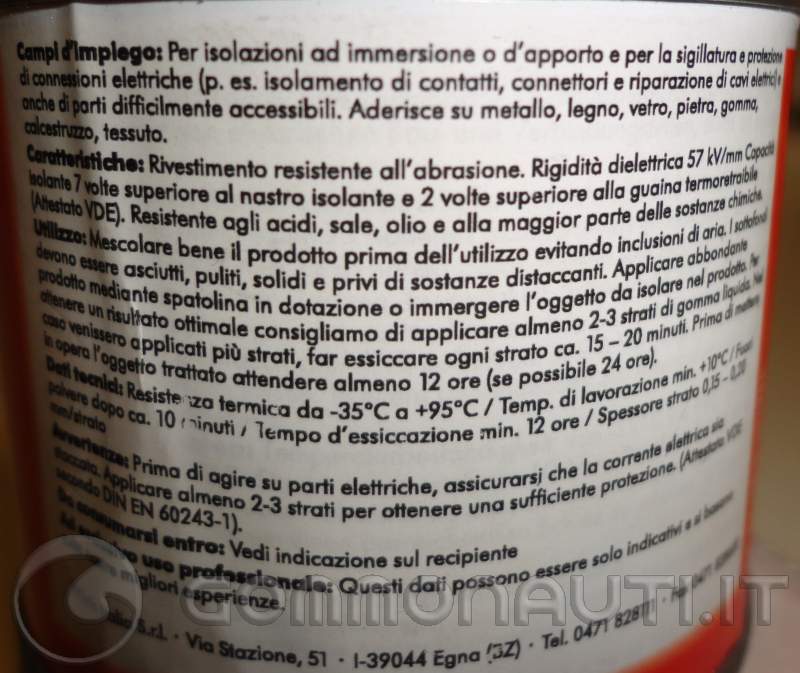 Campi d'Impiego: Per isolazioni ad immersione o d'apporto e per la sigillatura e protezione
di connessioni elettriche (p. es. isolamento di contatti, connettori e riparazione di cavi elettrici) e
anche di parti difficilmente accessibili. Aderisce su metallo, legno, vetro, pietra, gomma,
calcestruzzo, tessuto.
Caratteristiche: Rivestimento resistente all'abrasione. Rigidità dielettrica 57 kV/mm Capacità
Isolante 7 volte superiore al nastro isolante e 2 volte superiore alla guaina termoretraibile
(Attestato VDE). Resistente agli acidi, sale, olio e alla maggior parte delle sostanze chimiche.
Utilizzo: Mescolare bene il prodotto prima dell'utilizzo evitando inclusioni di aria. I sottofondi
devono essere asciutti, puliti, solidi e privi di sostanze distaccanti. Applicare abbondante
prodotto mediante spatolina in dotazione o immergere l'oggetto da isolare nel prodotto. Per
ottenere un risultato ottimale consigliamo di applicare almeno 2-3 strati di gomma liquida. Nel
caso venissero applicati più strati, far essiccare ogni strato ca. 15 – 20 minuti. Prima di mettere
in opera l'oggetto trattato attendere almeno 12 ore (se possibile 24 ore).
Dati tecnici: Resistenza termica da -35°C a +95°C / Temp. di lavorazione min. +10°C / Fuori
polvere dopo ca. 10 minuti / Tempo d'essiccazione min. 12 ore / Spessore strato 0,15 – 0,20
mm/strato
Avvertenze: Prima di agire su parti elettriche, assicurarsi che la corrente elettrica sia
staccata. Applicare almeno 2-3 strati per ottenere una sufficiente protezione. (Attestato VDE
secondo DIN EN 60243-1).
Da consumarsi entro: Vedi indicazione sul recipiente
Ad esclusivo uso professionale: Questi dati possono essere solo indicativi e si basano
migliori esperienze.
Italia S.r.l. · Via Stazione, 51 · I-39044 Egna (BZ) · Tel. 0471 828111 · Fax 0471
GOMMONAUTI.IT